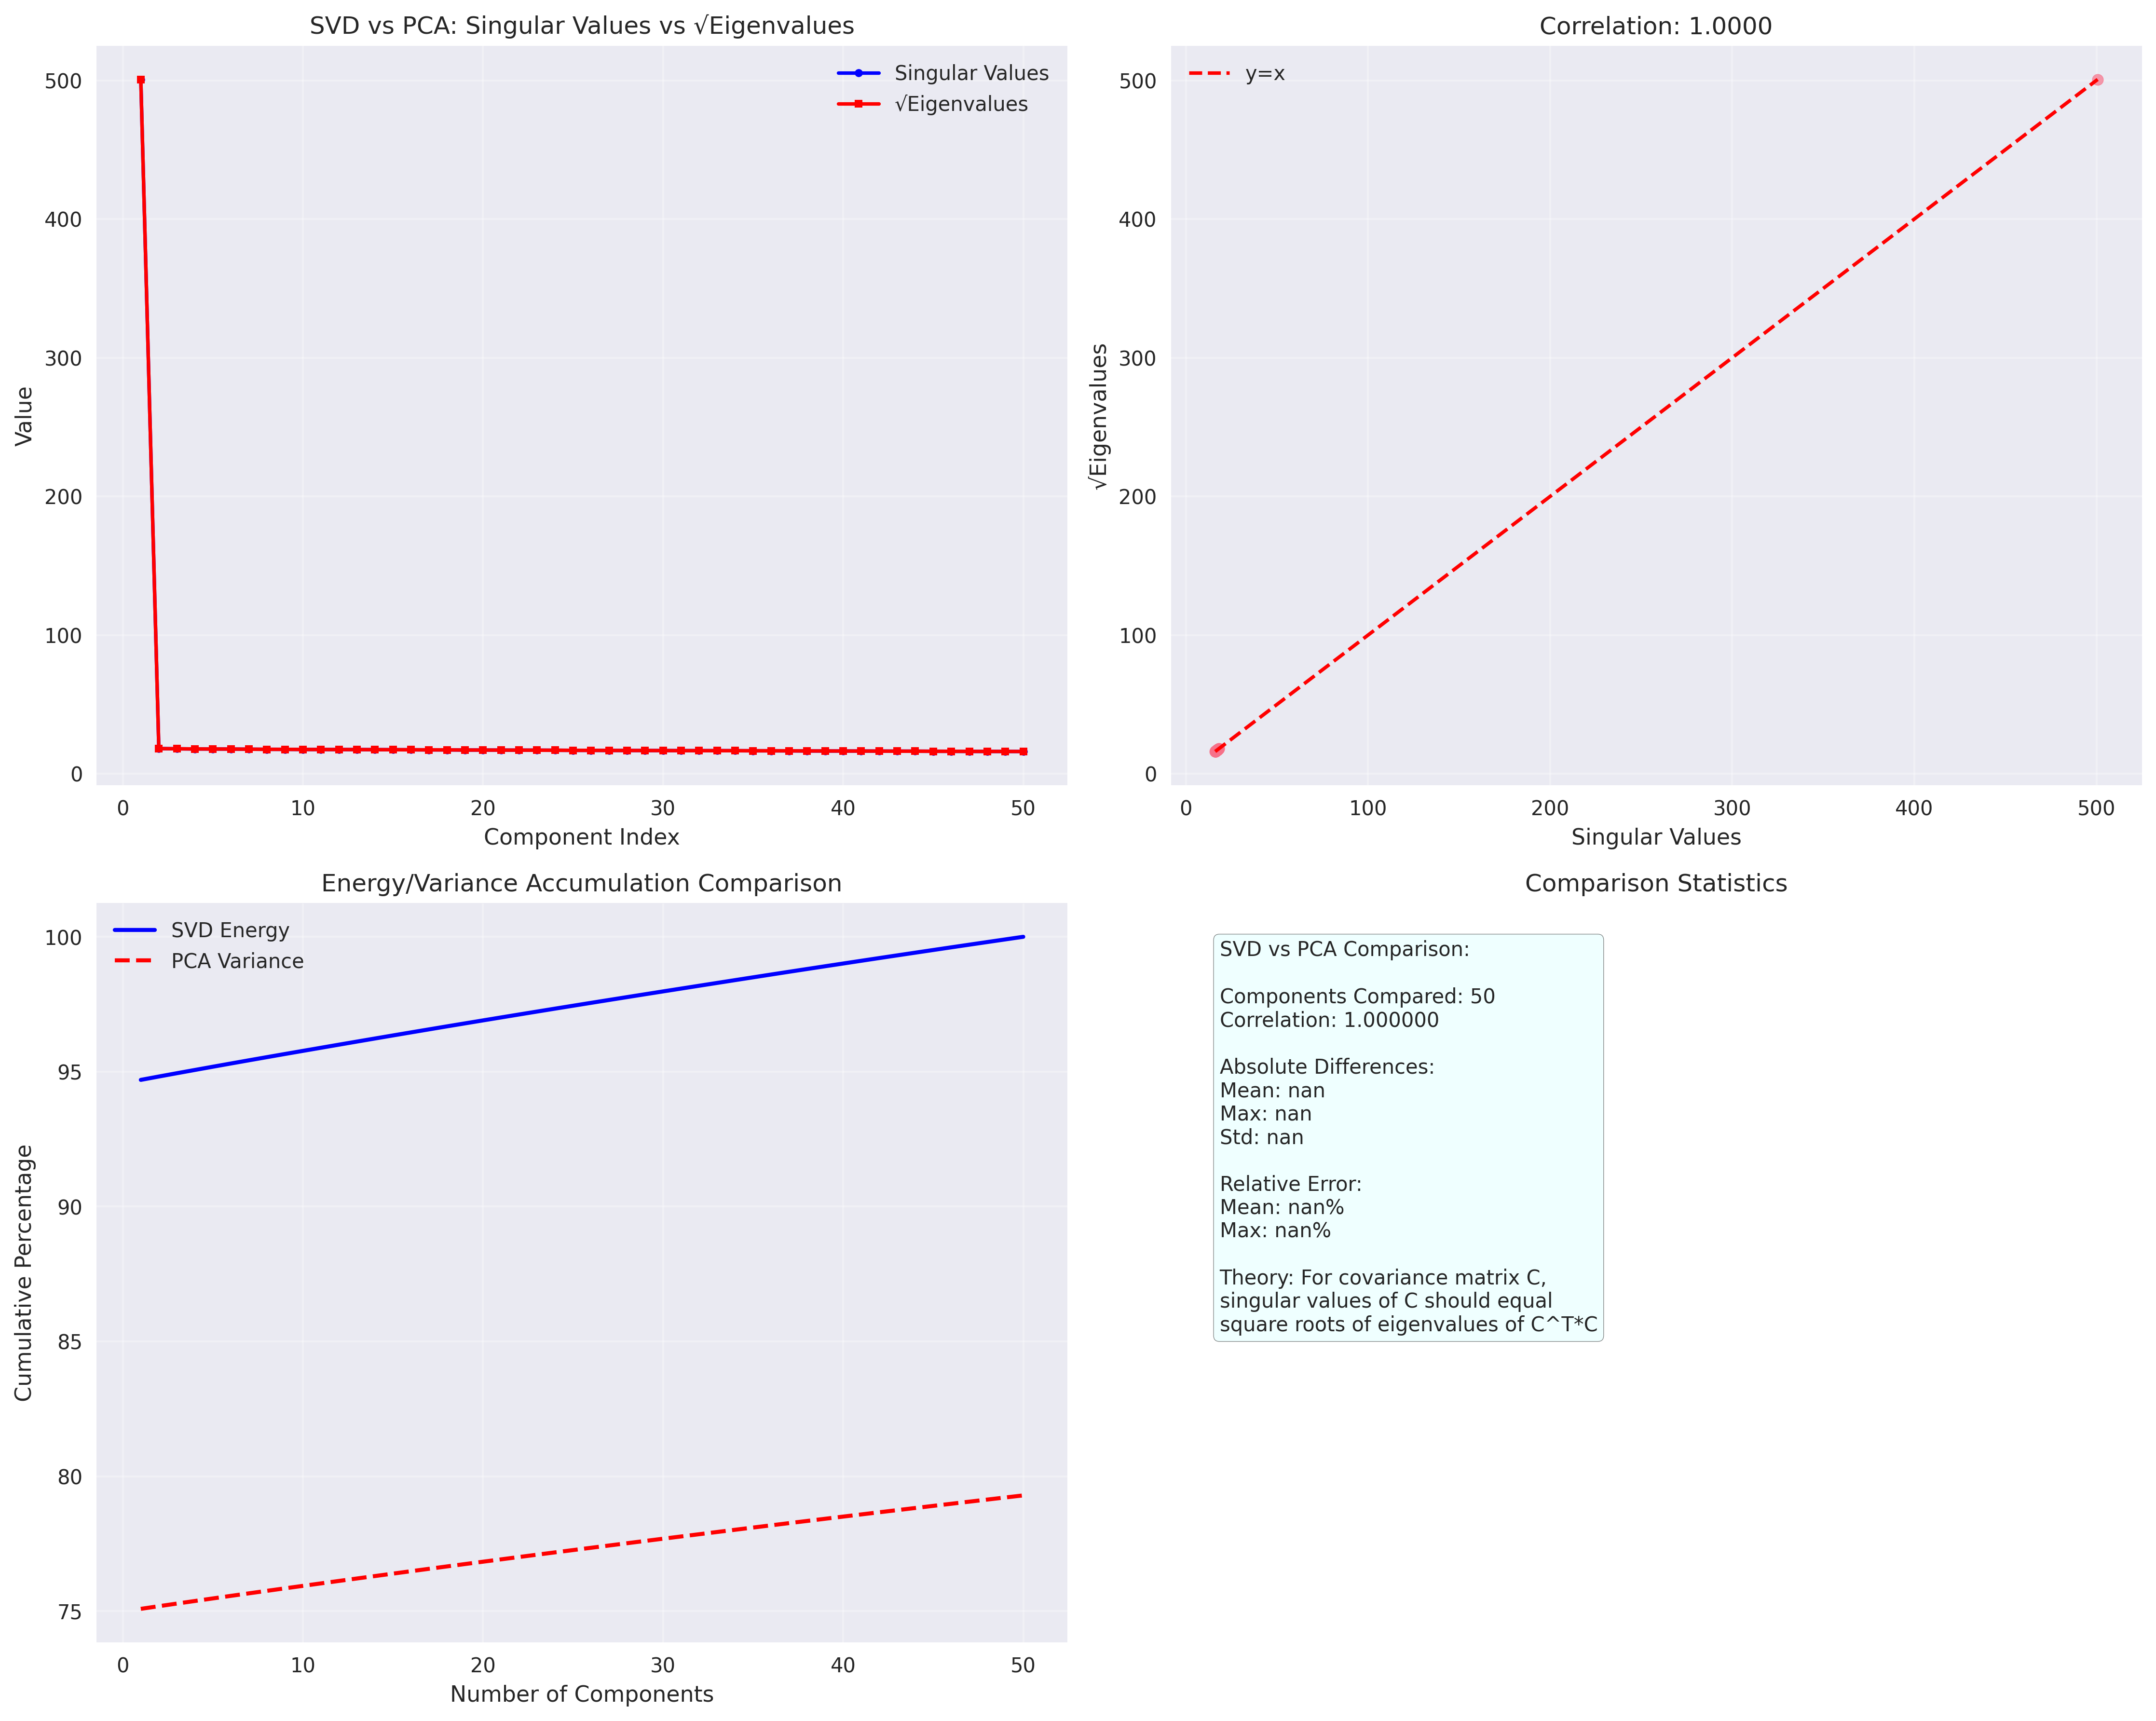 SVD vs PCA: Singular Values vs √Eigenvalues
Singular Values
√Eigenvalues
500
400
300
200
100
0
Value
0 10 20 30 40 50
Component Index
Correlation: 1.0000
y=x
500
400
300
200
100
0
√Eigenvalues
0 100 200 300 400 500
Singular Values
Energy/Variance Accumulation Comparison
SVD Energy
PCA Variance
100
95
90
85
80
75
Cumulative Percentage
0 10 20 30 40 50
Number of Components
Comparison Statistics
SVD vs PCA Comparison:
Components Compared: 50
Correlation: 1.000000
Absolute Differences:
Mean: nan
Max: nan
Std: nan
Relative Error:
Mean: nan%
Max: nan%
Theory: For covariance matrix C,
singular values of C should equal
square roots of eigenvalues of C^T*C